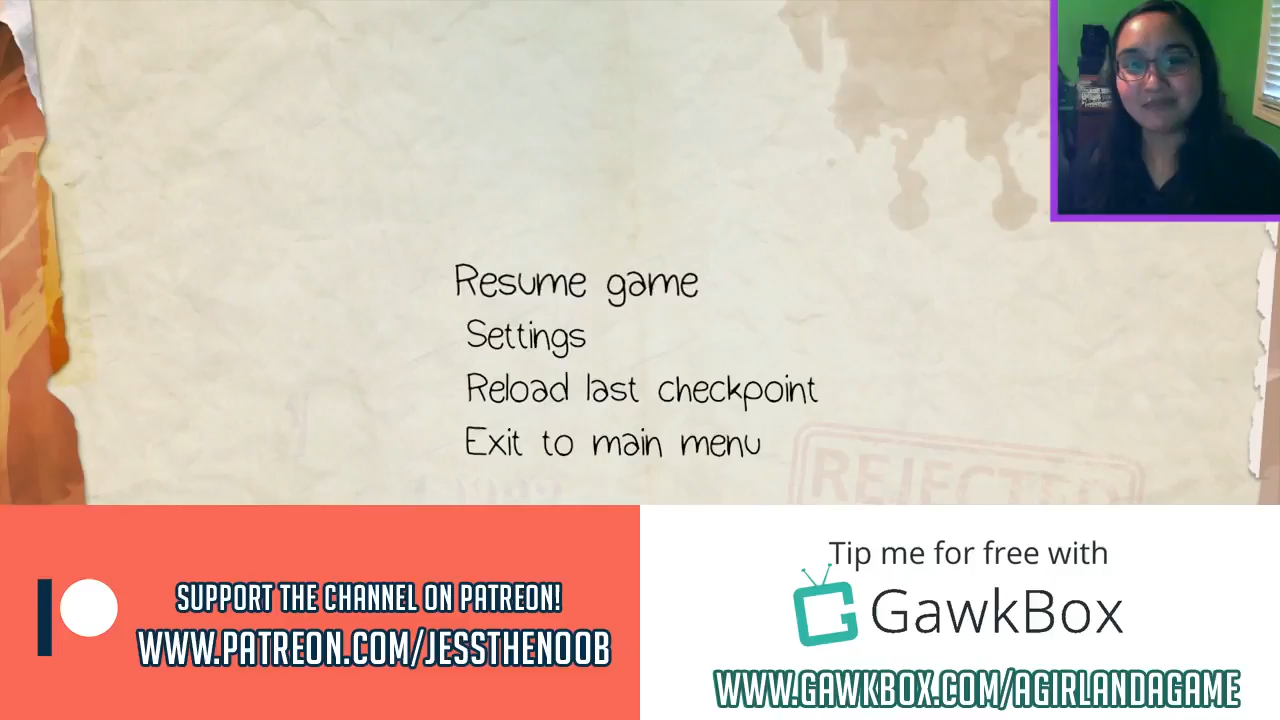 Resume game
Settings
Reload last checkpoint
Exit to main menu
REJECTED
SUPPORT THE CHANNEL ON PATREON!
WWW.PATREON.COM/JESSTHENOOB
Tip me for free with
GawkBox
WWW.GAWKBOX.COM/AGIRLANDAGAME